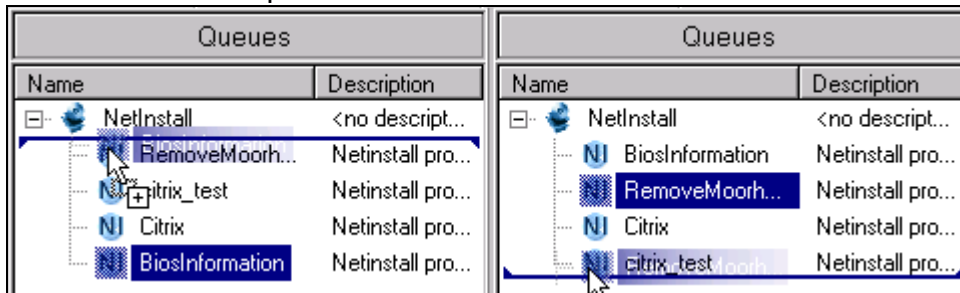 Queues Queues
Name Description Name Description
NetInstall <no descript... NetInstall <no descript...
RemoveMoorh... Netinstall pro... BiosInformation Netinstall pro...
citrix_test Netinstall pro... RemoveMoorh... Netinstall pro...
Citrix Netinstall pro... Citrix Netinstall pro...
BiosInformation Netinstall pro... citrix_test Netinstall pro...